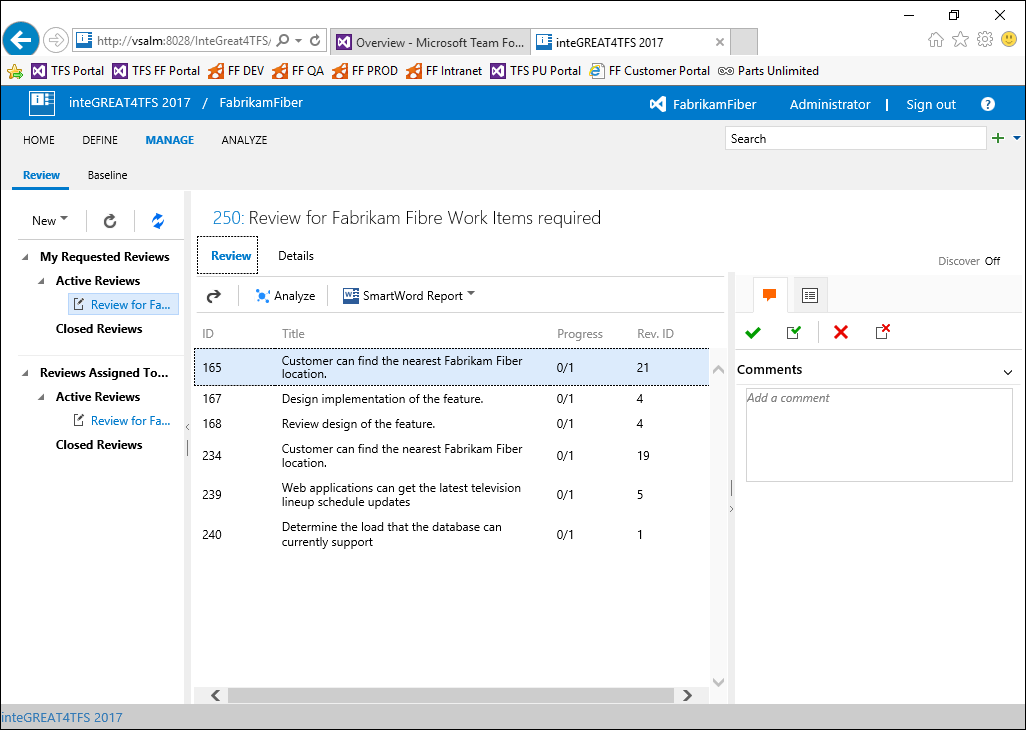 http://vsalm:8028/InteGreat4TFS/
Overview - Microsoft Team Fo...
inteGREAT4TFS 2017
TFS Portal
TFS FF Portal
FF DEV
FF QA
FF PROD
FF Intranet
TFS PU Portal
FF Customer Portal
Parts Unlimited
inteGREAT4TFS 2017 / FabrikamFiber
FabrikamFiber
Administrator | Sign out
HOME
DEFINE
MANAGE
ANALYZE
Search
Review
Baseline
New
250: Review for Fabrikam Fibre Work Items required
My Requested Reviews
Active Reviews
Review for Fa...
Closed Reviews
Reviews Assigned To...
Active Reviews
Review for Fa...
Closed Reviews
Review
Details
Discover Off
Analyze
SmartWord Report
ID Title Progress Rev. ID
165 Customer can find the nearest Fabrikam Fiber 0/1 21
location.
167 Design implementation of the feature. 0/1 4
168 Review design of the feature. 0/1 4
234 Customer can find the nearest Fabrikam Fiber 0/1 19
location.
239 Web applications can get the latest television 0/1 5
lineup schedule updates
240 Determine the load that the database can 0/1 1
currently support
Comments
Add a comment
inteGREAT4TFS 2017